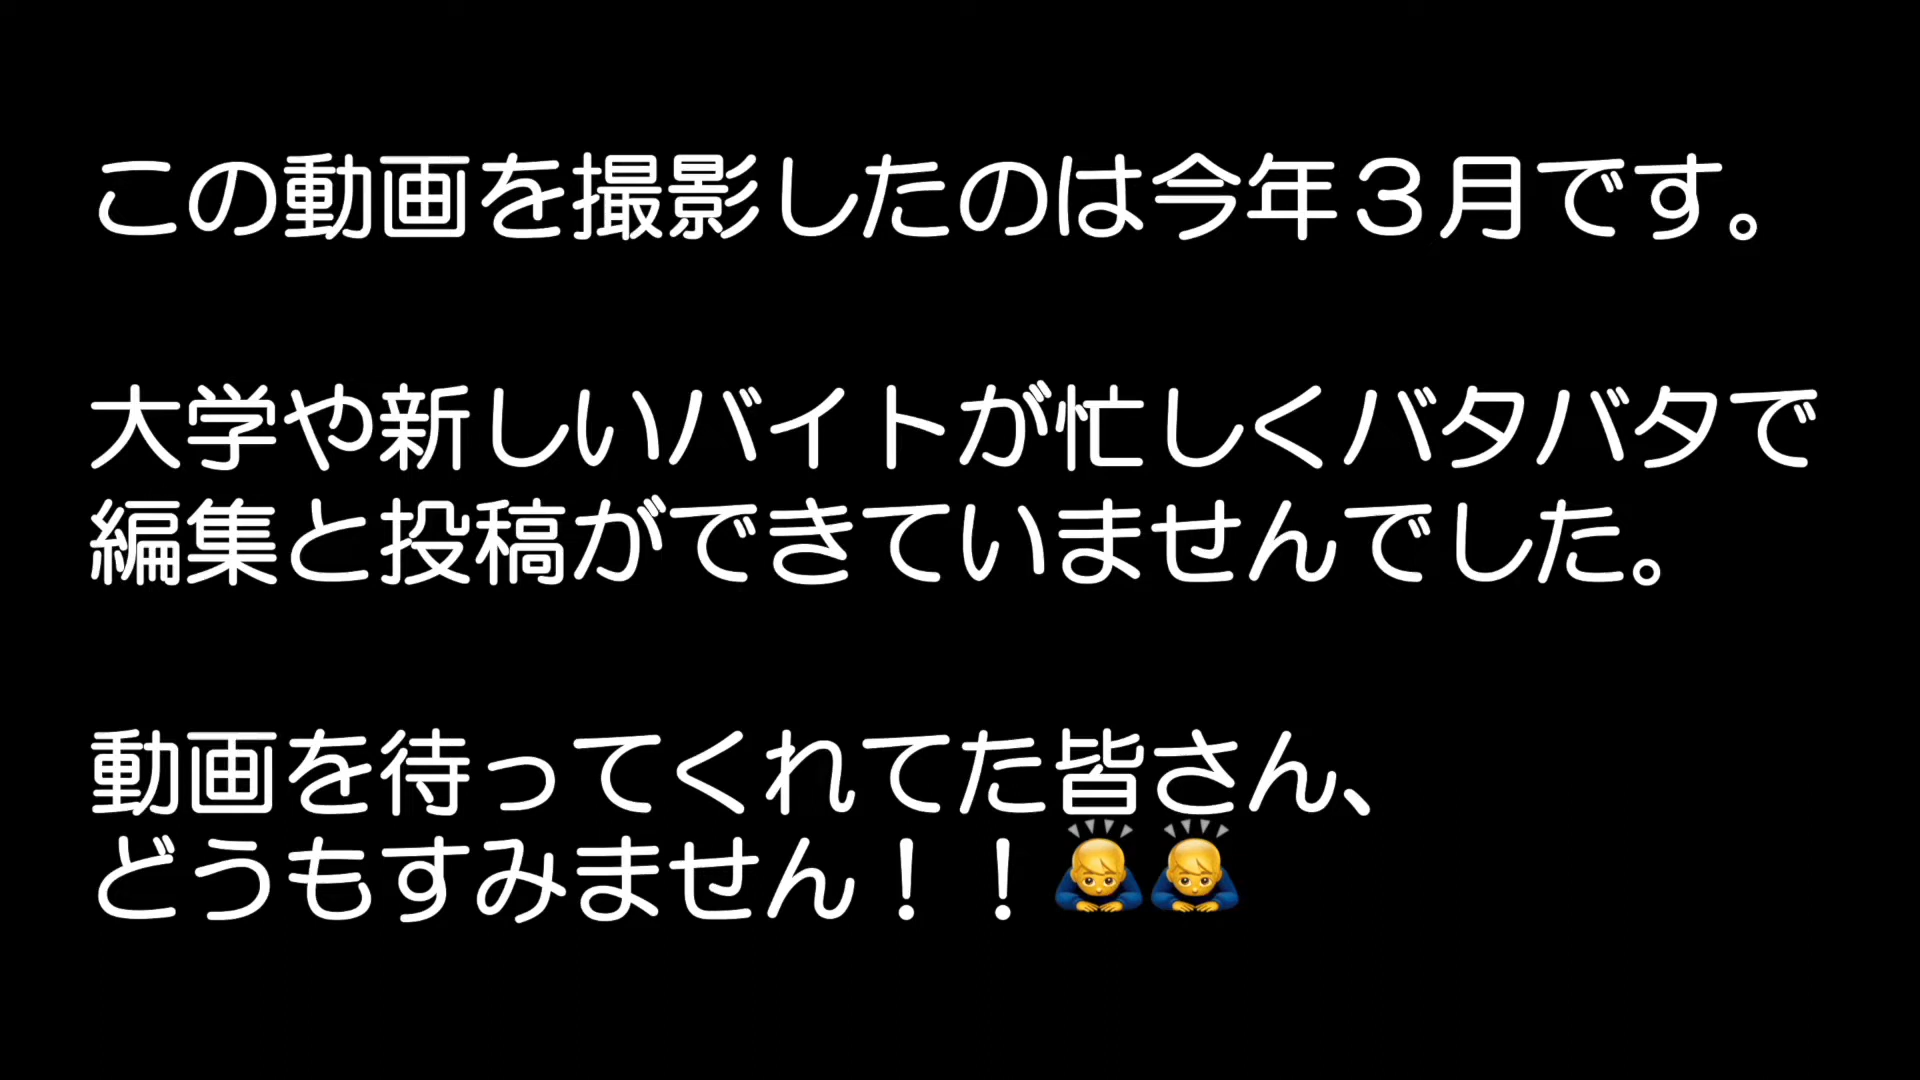 この動画を撮影したのは今年３月です。
大学や新しいバイトが忙しくバタバタで
編集と投稿ができていませんでした。
動画を待ってくれてた皆さん、
どうもすみません！！🙇🙇